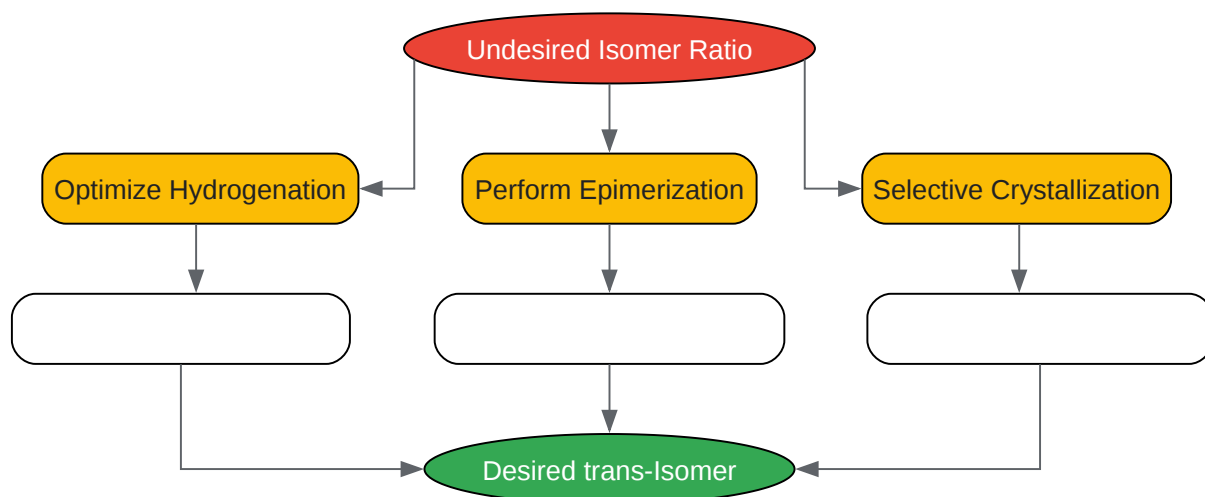 Undesired Isomer Ratio
Optimize Hydrogenation
Perform Epimerization
Selective Crystallization
Desired trans-Isomer